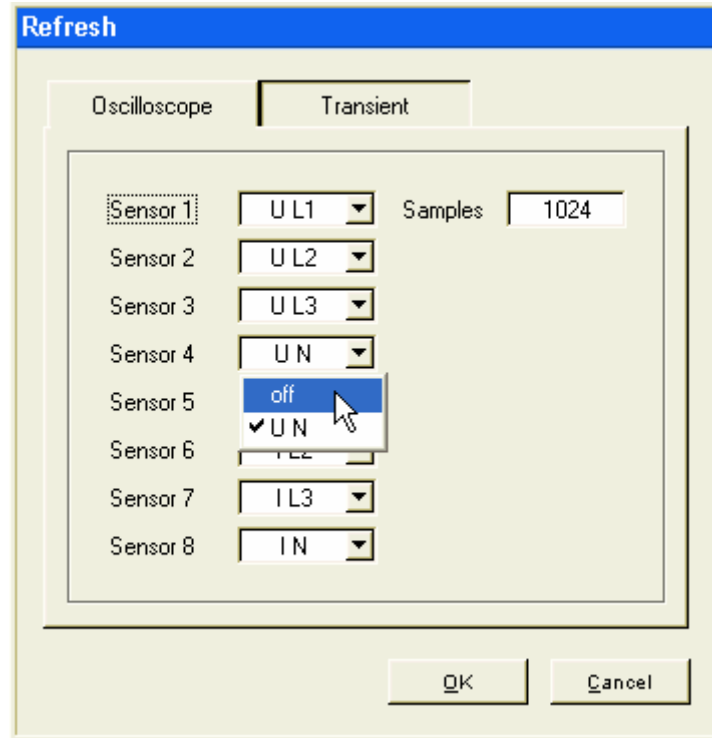 Refresh
Oscilloscope Transient
Sensor 1 U L1 Samples 1024
Sensor 2 U L2
Sensor 3 U L3
Sensor 4 U N
Sensor 5 off
U N
Sensor 6
Sensor 7 I L3
Sensor 8 I N
OK Cancel